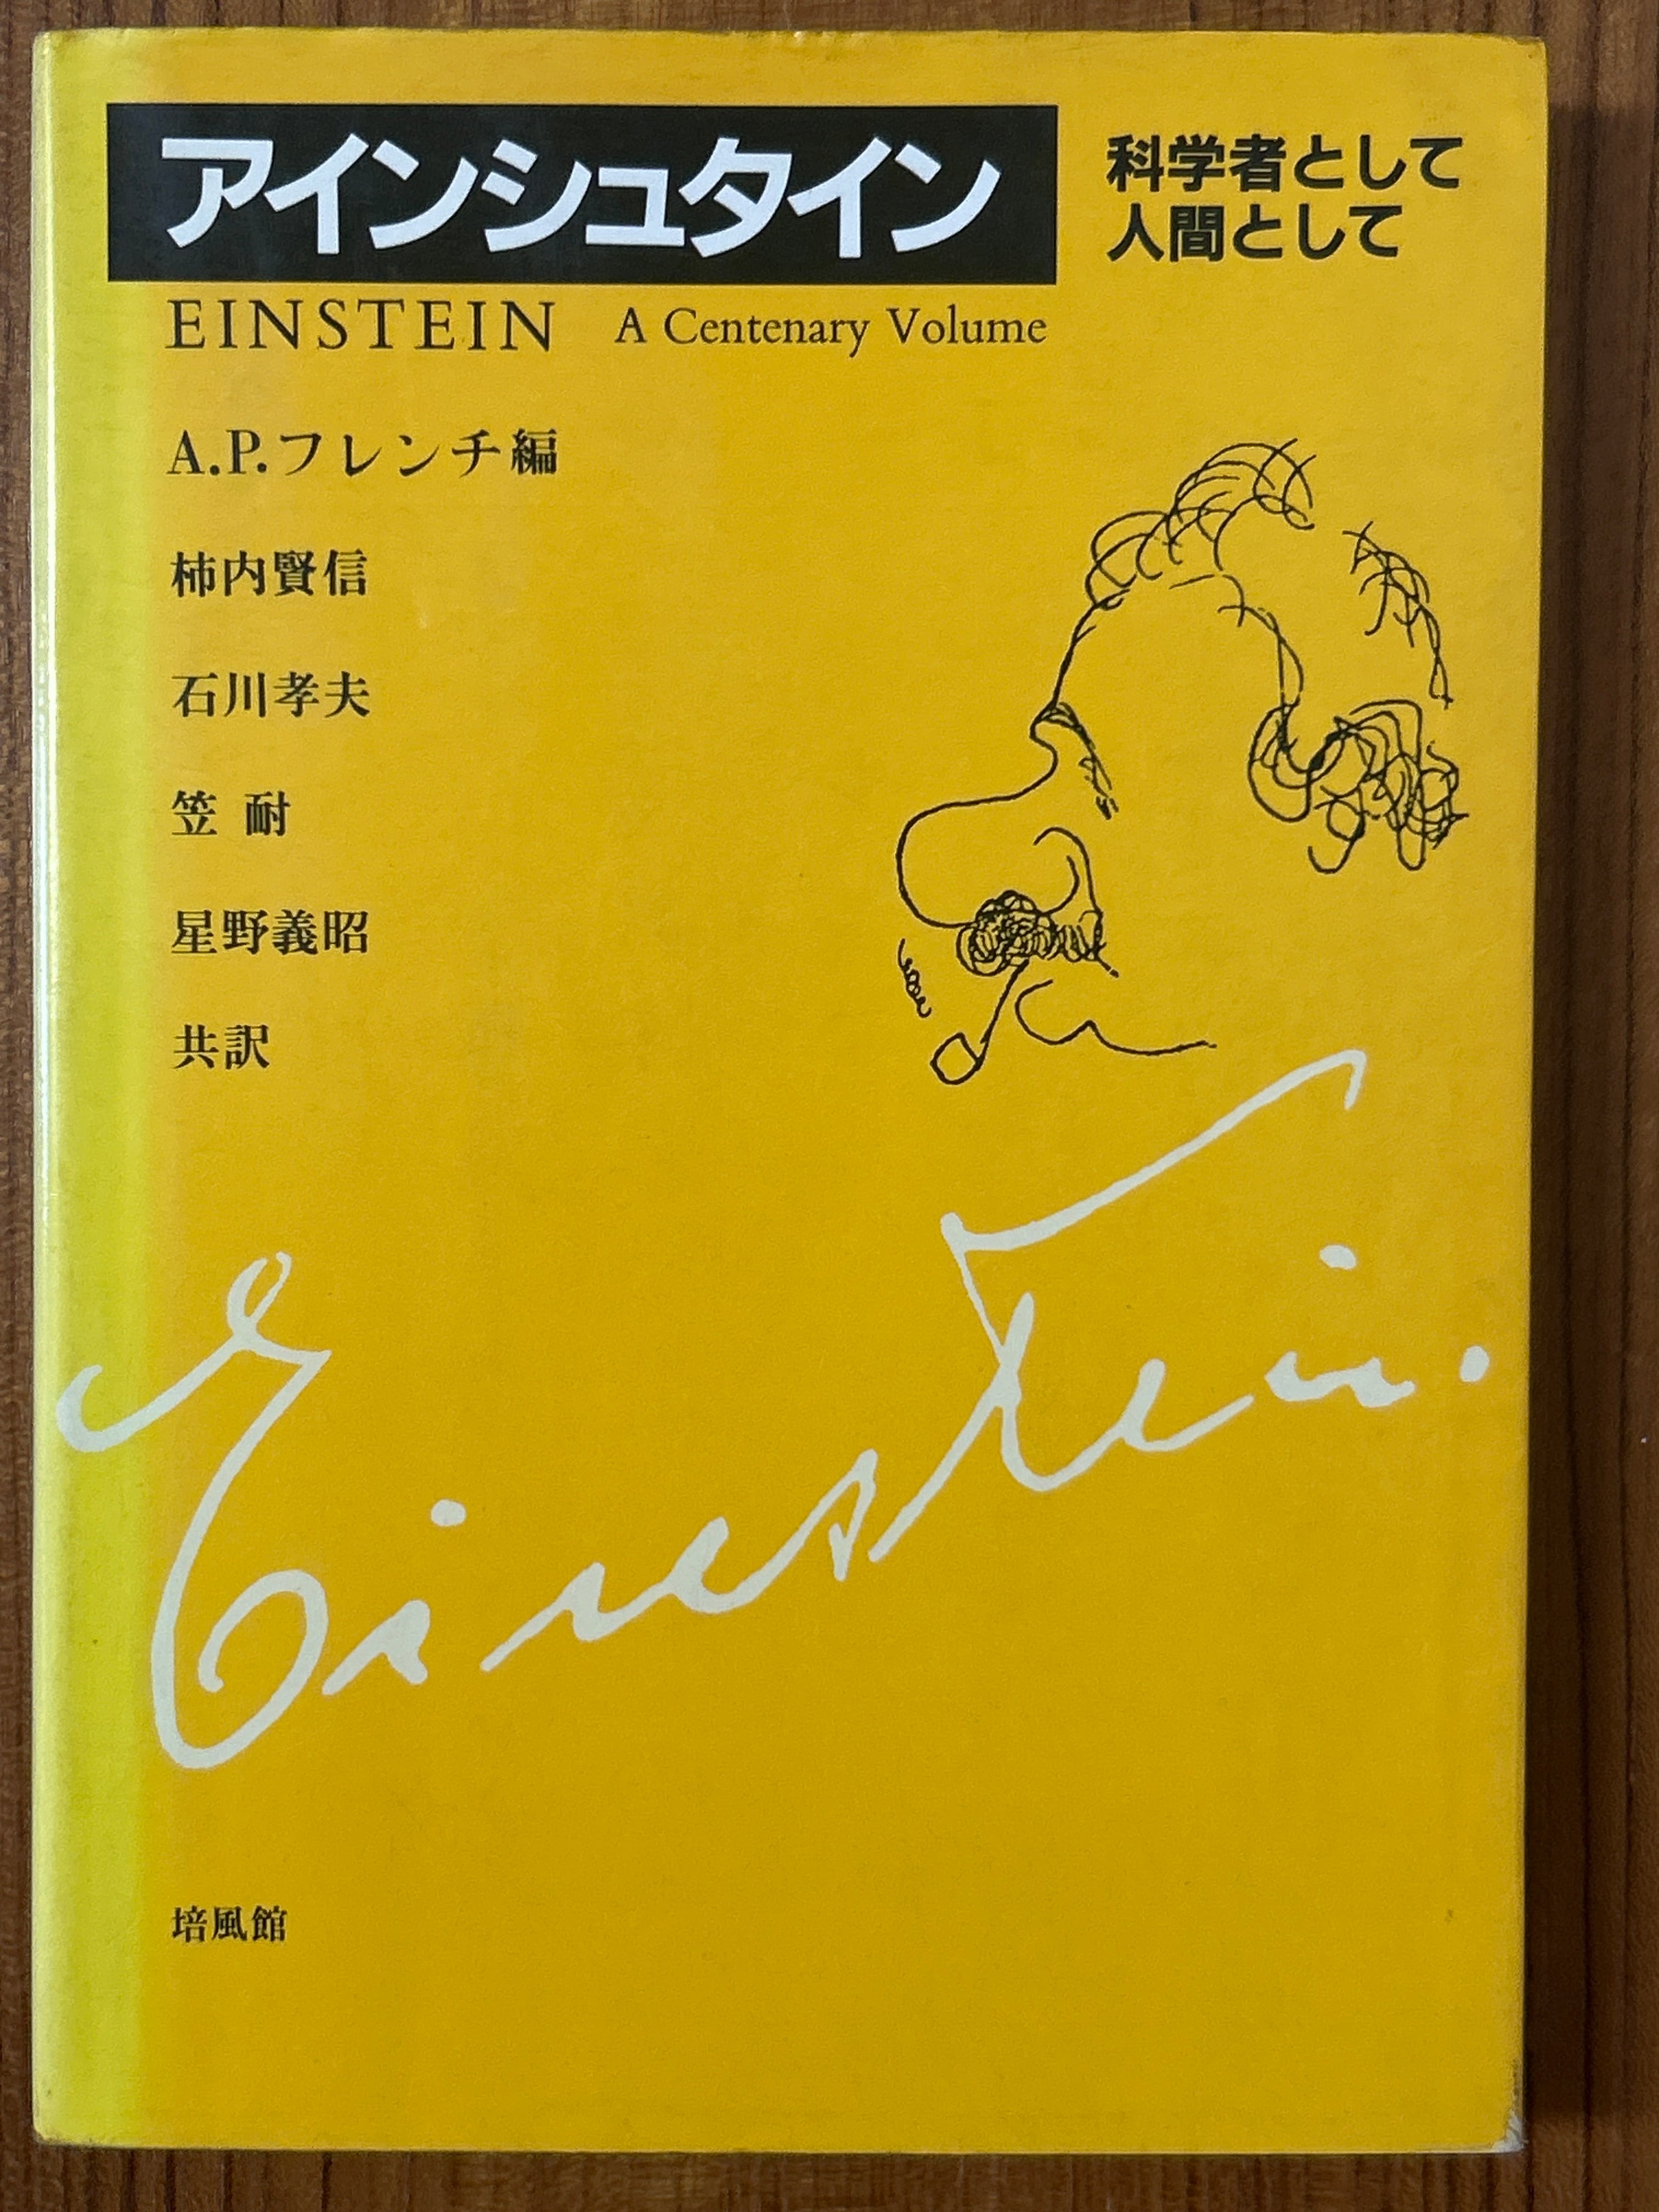 アインシュタイン
科学者として
人間として
EINSTEIN A Centenary Volume
A.P.フレンチ編
柿内賢信
石川孝夫
笠 耐
星野義昭
共訳
Einstein.
培風館